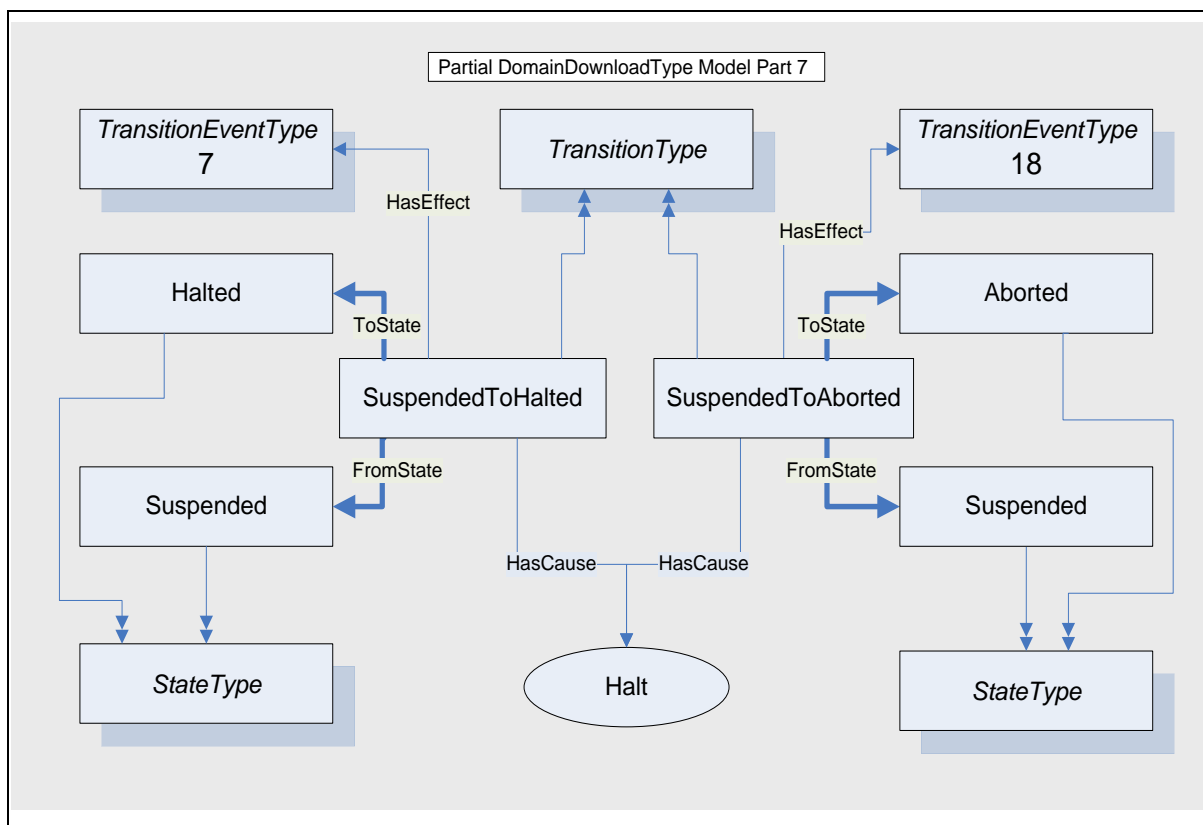 Partial DomainDownloadType Model Part 7
TransitionEventType
7
TransitionType
TransitionEventType
18
HasEffect
HasEffect
Halted
Aborted
ToState
ToState
SuspendedToHalted
SuspendedToAborted
FromState
FromState
Suspended
Suspended
HasCause
HasCause
StateType
Halt
StateType